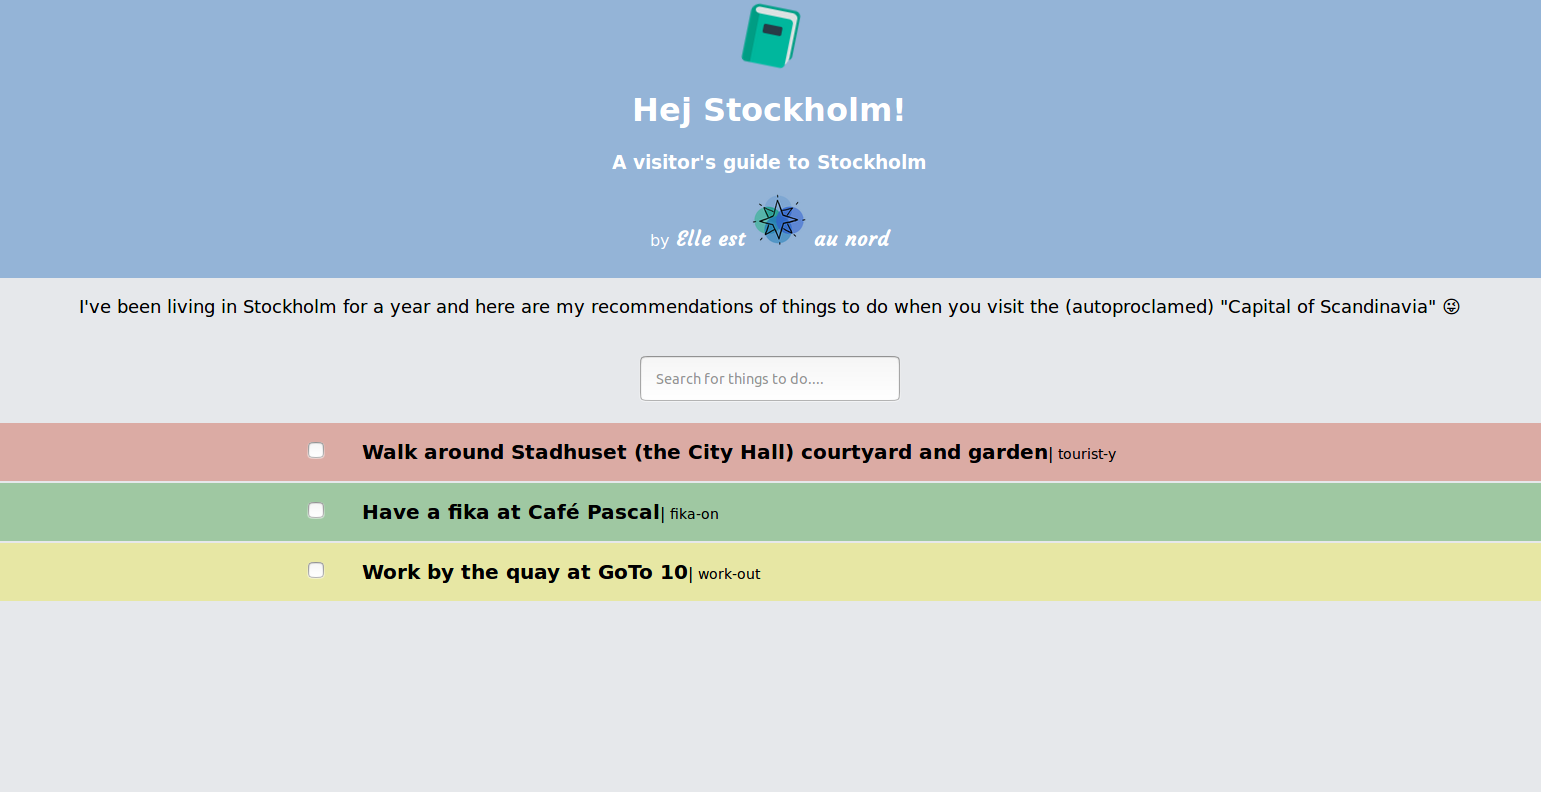 Hej Stockholm!
A visitor's guide to Stockholm
by Elle est au nord
I've been living in Stockholm for a year and here are my recommendations of things to do when you visit the (autoproclamed) "Capital of Scandinavia" 😜
Search for things to do....
Walk around Stadhuset (the City Hall) courtyard and garden| tourist-y
Have a fika at Café Pascal| fika-on
Work by the quay at GoTo 10| work-out